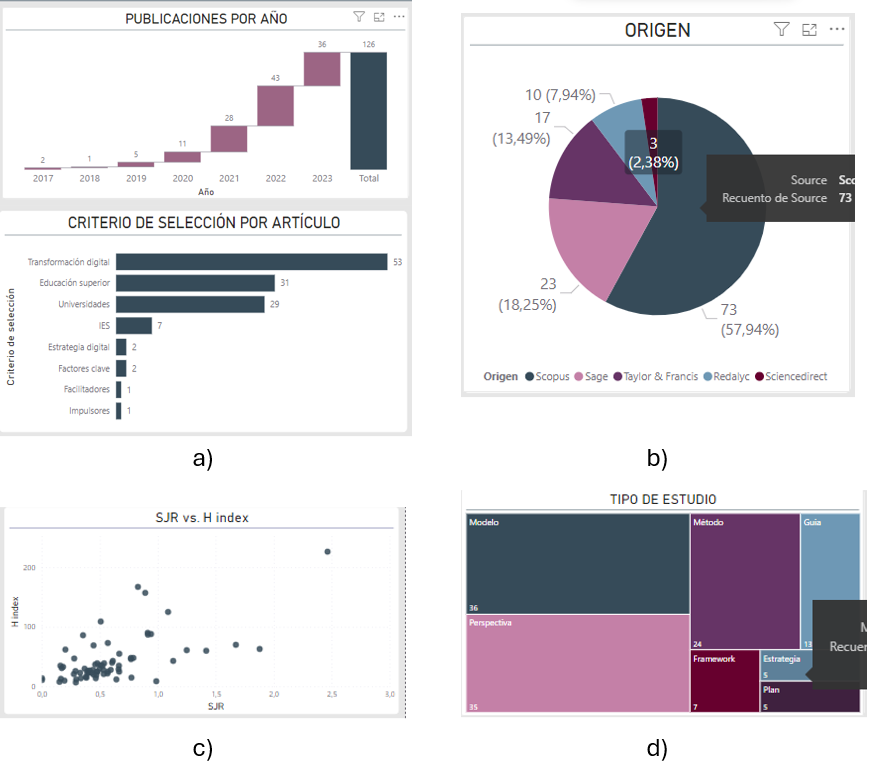 PUBLICACIONES POR AÑO
36
126
43
28
11
5
2
1
2017 2018 2019 2020 2021 2022 2023 Total
Año
CRITERIO DE SELECCIÓN POR ARTÍCULO
Criterio de selección
Transformación digital 53
Educación superior 31
Universidades 29
IES 7
Estrategia digital 2
Factores clave 2
Facilitadores 1
Impulsores 1
a)
ORIGEN
10 (7,94%)
17
(13,49%)
3
(2,38%)
Source Sco
Recuento de Source 73
23
(18,25%)
73
(57,94%)
Origen Scopus Sage Taylor & Francis Redalyc Sciencedirect
b)
SJR vs. H index
H index
200
100
0
0,0 0,5 1,0 1,5 2,0 2,5 3,0
SJR
c)
TIPO DE ESTUDIO
Modelo
36
Perspectiva
35
Método
24
Guia
13
Framework
7
Estrategia
5
Plan
5
M
Recuer
d)